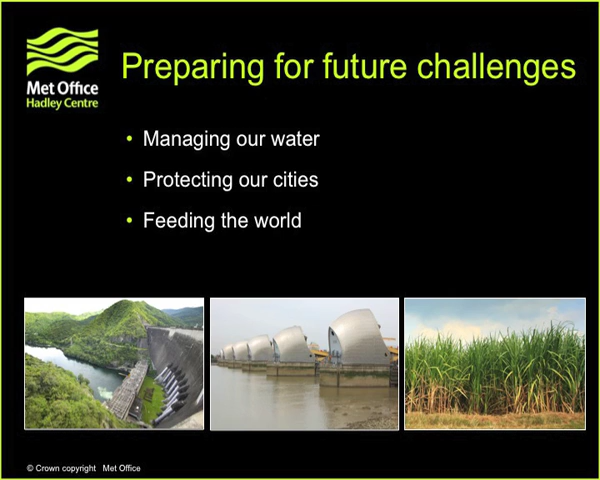 Met Office
Hadley Centre
Preparing for future challenges
• Managing our water
• Protecting our cities
• Feeding the world
© Crown copyright Met Office